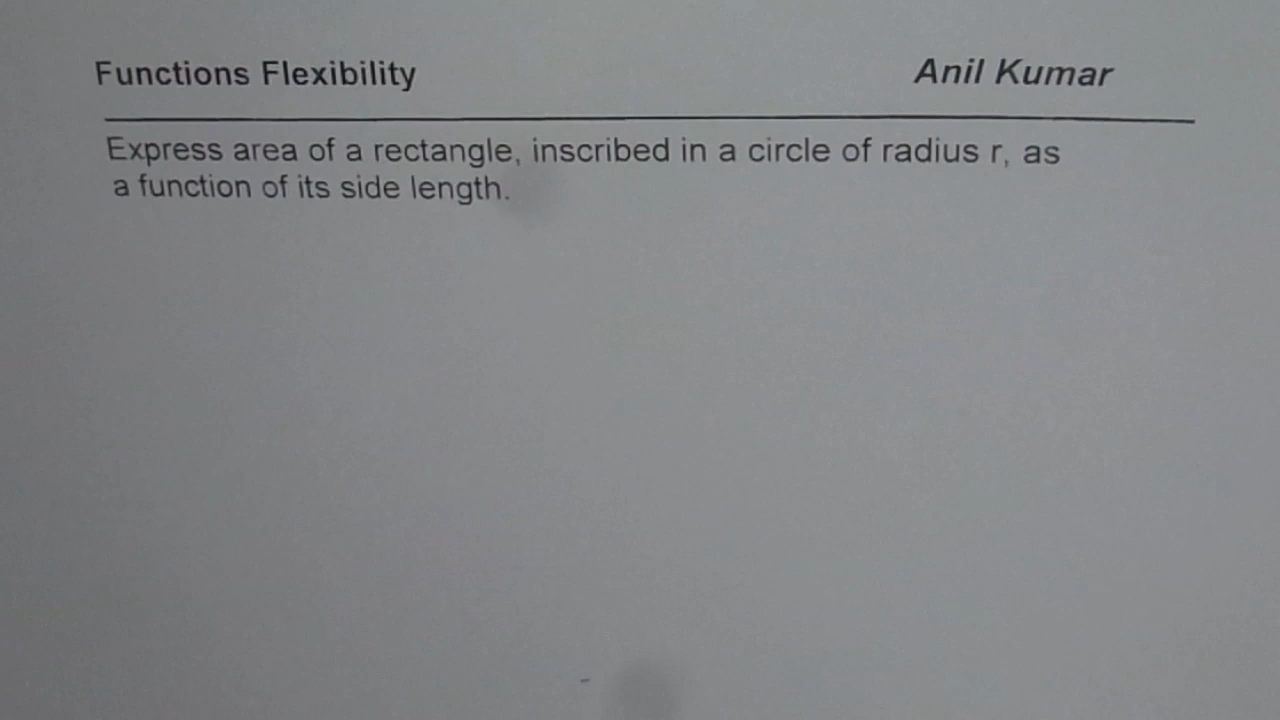 Functions Flexibility Anil Kumar
Express area of a rectangle, inscribed in a circle of radius r, as
a function of its side length.